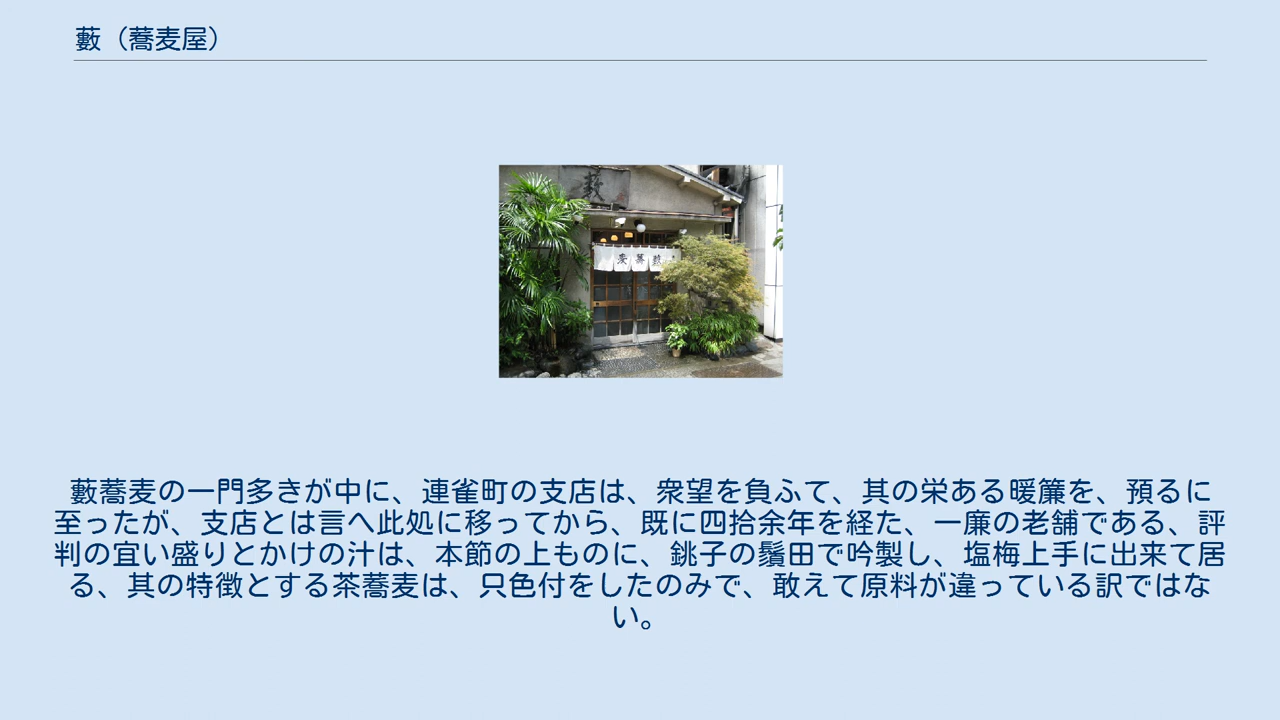 藪（蕎麦屋）
藪
藪蕎麦の一門多きが中に、連雀町の支店は、衆望を負ふて、其の栄ある暖簾を、預るに
至ったが、支店とは言へ此処に移ってから、既に四拾余年を経た、一廉の老舗である、評
判の宜い盛りとかけの汁は、本節の上ものに、銚子の鬚田で吟製し、塩梅上手に出来て居
る、其の特徴とする茶蕎麦は、只色付をしたのみで、敢えて原料が違っている訳ではな
い。